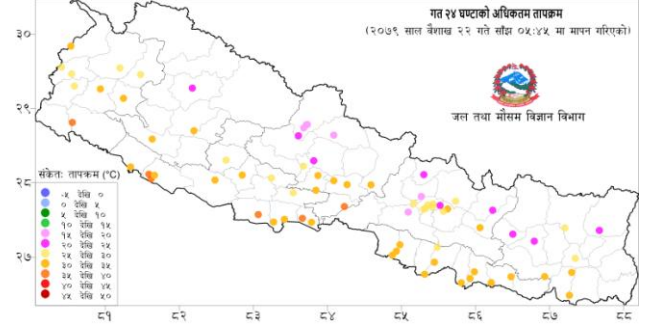 गत २४ घण्टाको अधिकतम तापक्रम
(२०७९ साल वैशाख २२ गते साँझ ०५:४५ मा मापन गरिएको)
जल तथा मौसम विज्ञान विभाग
३०
२९
२८
२७
संकेतः तापक्रम (°C)
-५ देखि ०
० देखि ५
५ देखि १०
१० देखि १५
१५ देखि २०
२० देखि २५
२५ देखि ३०
३० देखि ३५
३५ देखि ४०
४० देखि ४५
४५ देखि ५०
८१ ८२ ८३ ८४ ८५ ८६ ८७ ८८